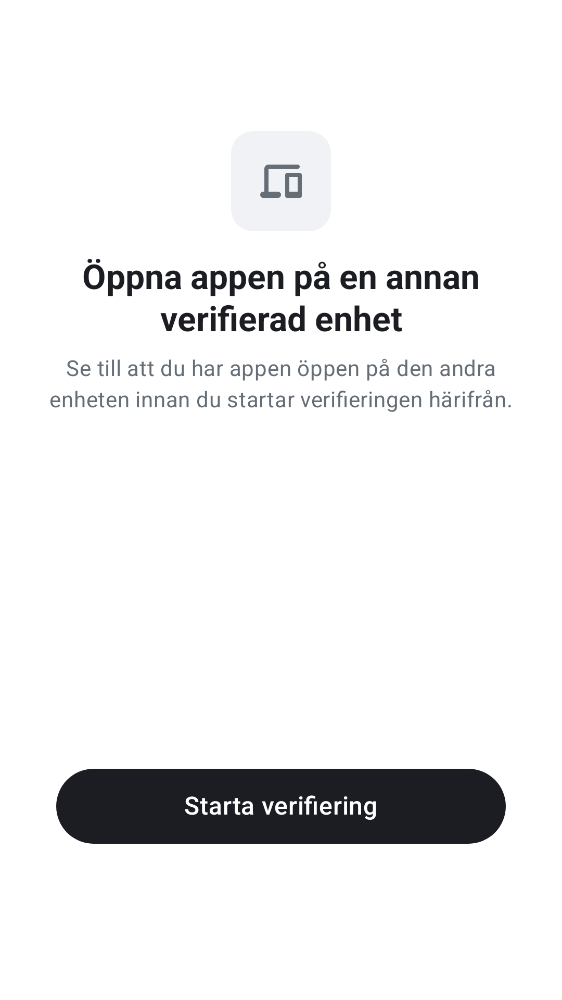 Öppna appen på en annan
verifierad enhet
Se till att du har appen öppen på den andra
enheten innan du startar verifieringen härifrån.
Starta verifiering